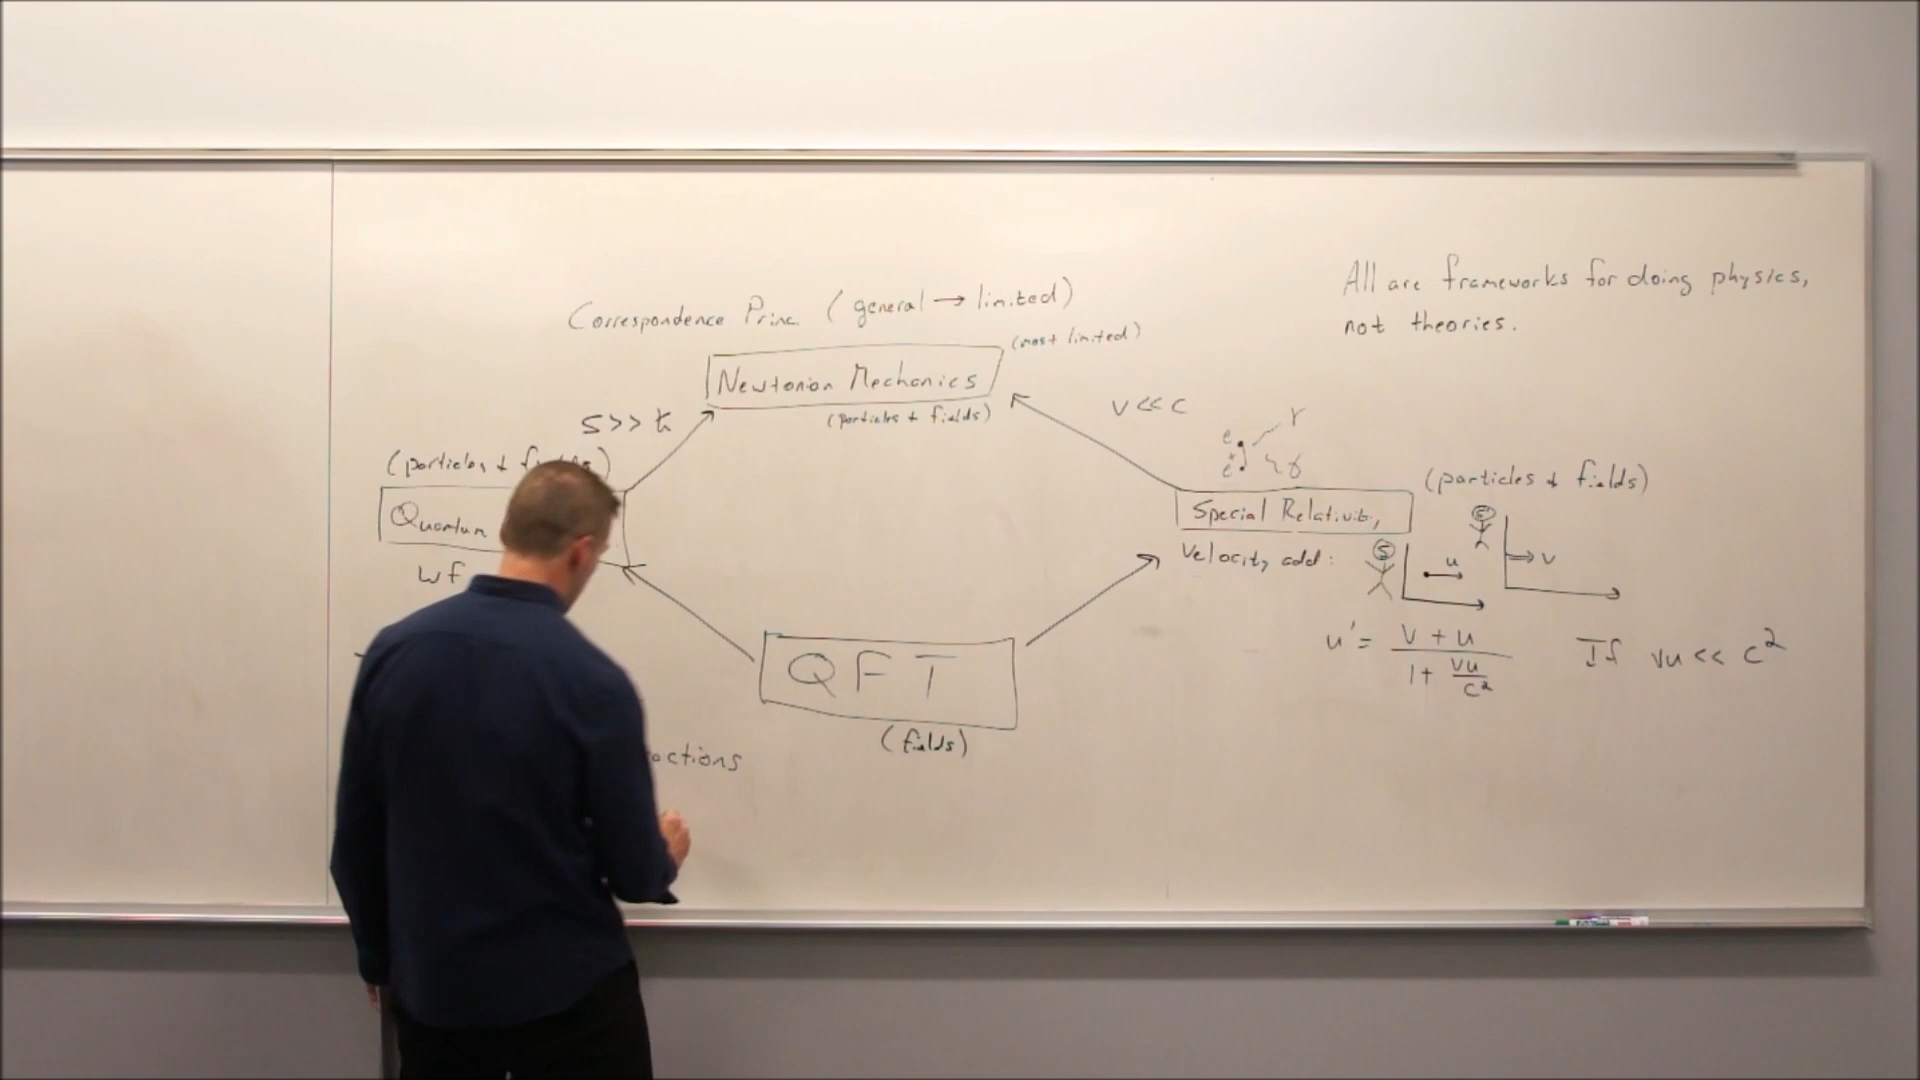 All are frameworks for doing physics,
not theories.
Correspondence Princ. (general → limited)
(most limited)
Newtonian Mechanics
(particles + fields)
S>>ħ
v<<c
(particles + fields)
Quantum
WF
e⁻
e⁺
γ
γ
(particles + fields)
Special Relativity
Velocity add:
S
u
S
v
u' = (v + u) / (1 + vu/c²)
If vu << c²
QFT
(fields)